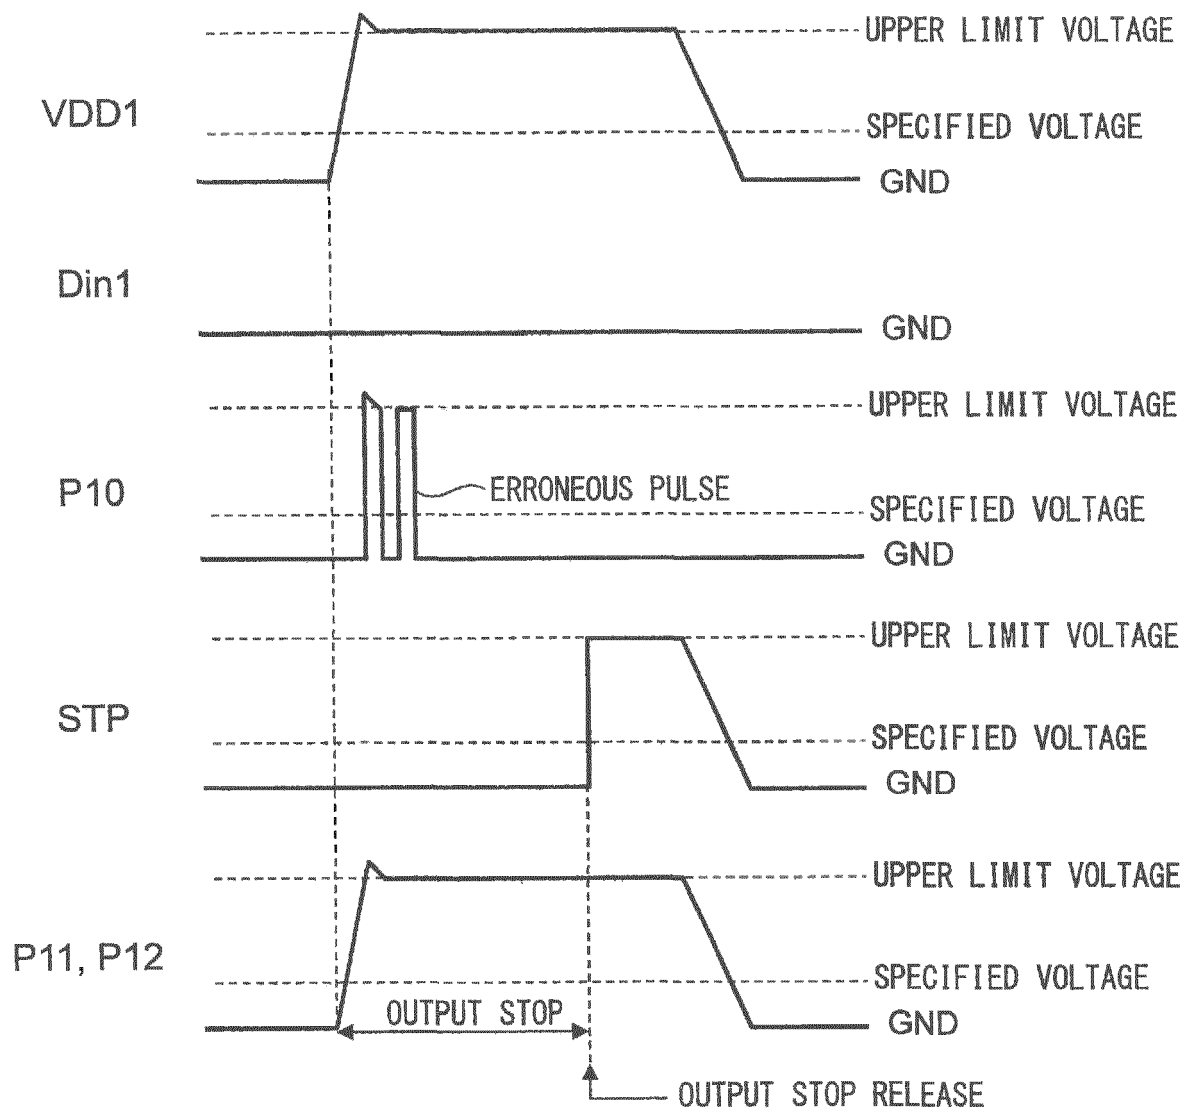 UPPER LIMIT VOLTAGE
VDD1
SPECIFIED VOLTAGE
GND
Din1
GND
UPPER LIMIT VOLTAGE
P10
ERRONEOUS PULSE
SPECIFIED VOLTAGE
GND
UPPER LIMIT VOLTAGE
STP
SPECIFIED VOLTAGE
GND
UPPER LIMIT VOLTAGE
P11, P12
SPECIFIED VOLTAGE
OUTPUT STOP
GND
OUTPUT STOP RELEASE